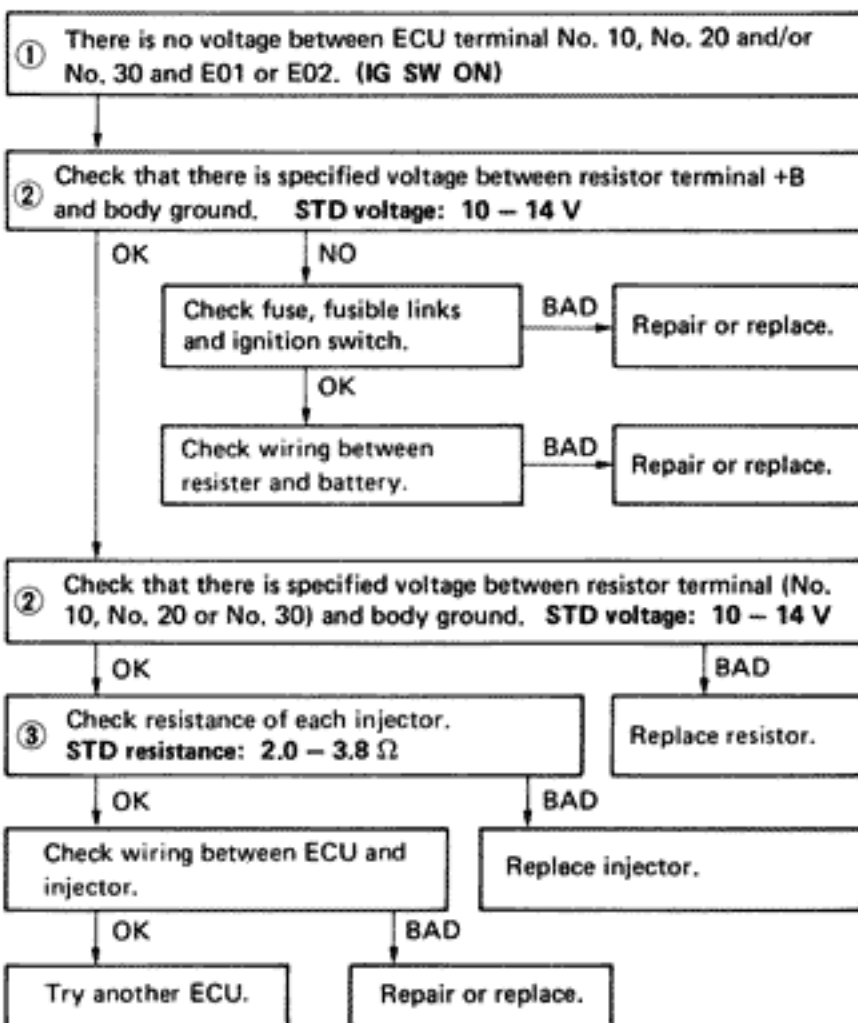 ① There is no voltage between ECU terminal No. 10, No. 20 and/or
No. 30 and E01 or E02. (IG SW ON)
② Check that there is specified voltage between resistor terminal +B
and body ground. STD voltage: 10 – 14 V
OK
NO
Check fuse, fusible links
and ignition switch.
BAD
Repair or replace.
OK
Check wiring between
resister and battery.
BAD
Repair or replace.
② Check that there is specified voltage between resistor terminal (No.
10, No. 20 or No. 30) and body ground. STD voltage: 10 – 14 V
OK
BAD
③ Check resistance of each injector.
STD resistance: 2.0 – 3.8 Ω
Replace resistor.
OK
BAD
Check wiring between ECU and
injector.
Replace injector.
OK
BAD
Try another ECU.
Repair or replace.